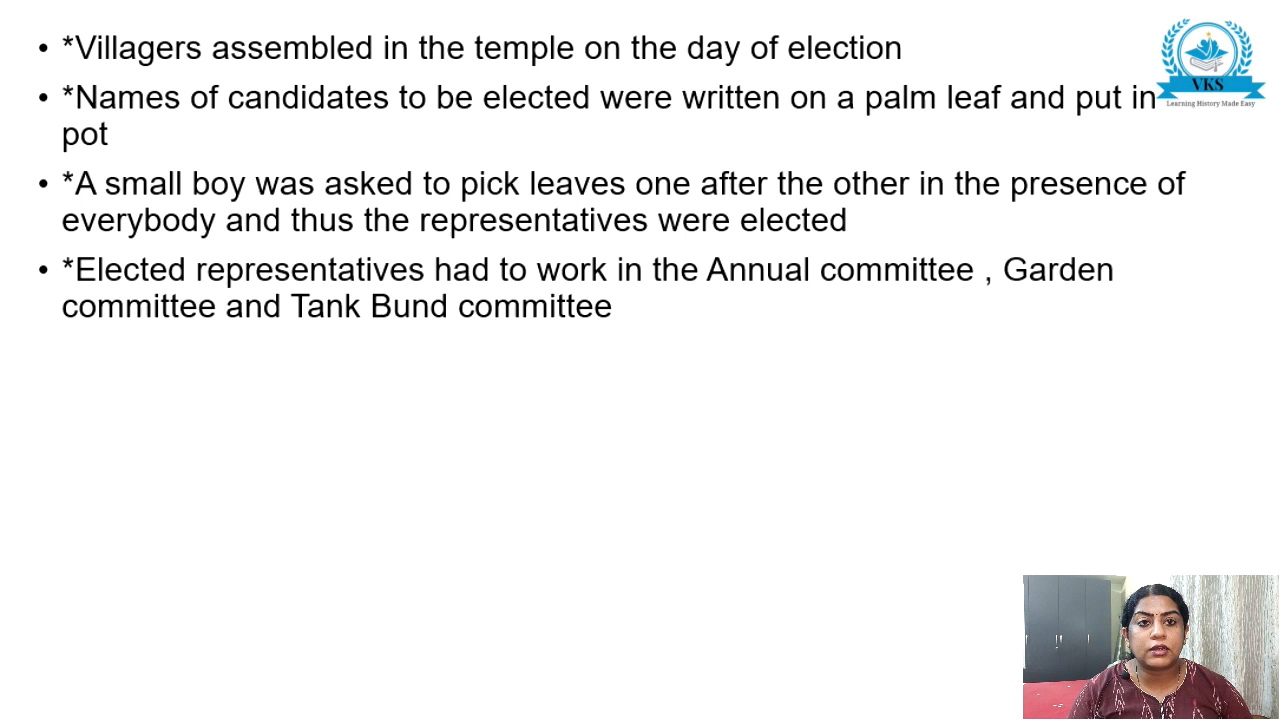 • *Villagers assembled in the temple on the day of election
• *Names of candidates to be elected were written on a palm leaf and put in
pot
• *A small boy was asked to pick leaves one after the other in the presence of
everybody and thus the representatives were elected
• *Elected representatives had to work in the Annual committee , Garden
committee and Tank Bund committee
VKS
Learning History Made Easy